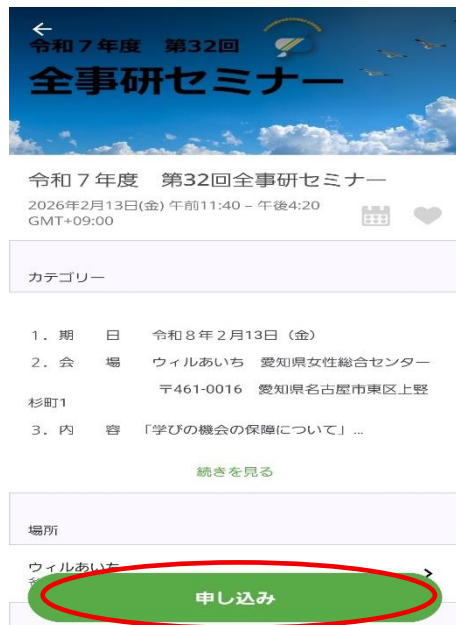 令和７年度　第32回
全事研セミナー
令和７年度　第32回全事研セミナー
2026年2月13日(金) 午前11:40 – 午後4:20
GMT+09:00
カテゴリー
1．期　　日　　令和８年２月13日（金）
2．会　　場　　ウィルあいち　愛知県女性総合センター
〒461-0016　愛知県名古屋市東区上竪
杉町1
3．内　　容　「学びの機会の保障について」...
続きを見る
場所
ウィルあいち
申し込み